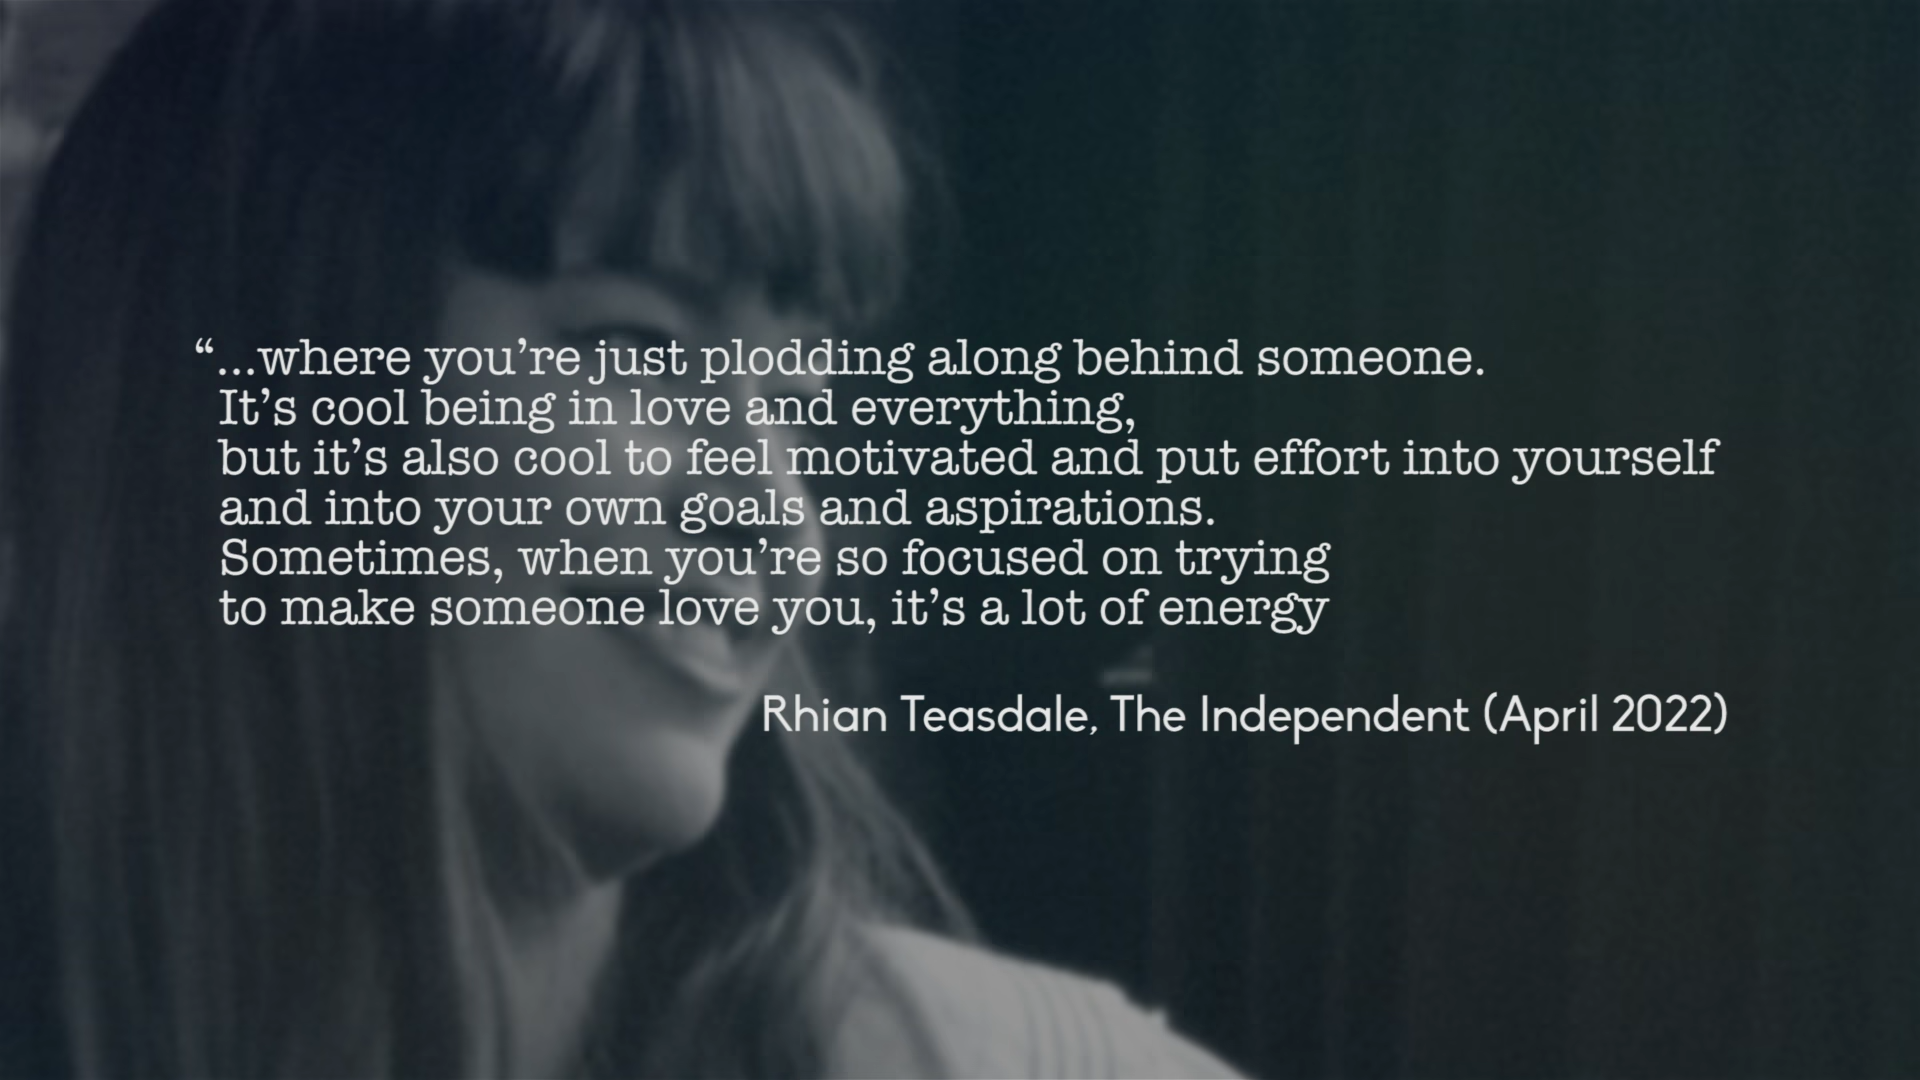 “...where you’re just plodding along behind someone.
It’s cool being in love and everything,
but it’s also cool to feel motivated and put effort into yourself
and into your own goals and aspirations.
Sometimes, when you’re so focused on trying
to make someone love you, it’s a lot of energy
Rhian Teasdale, The Independent (April 2022)